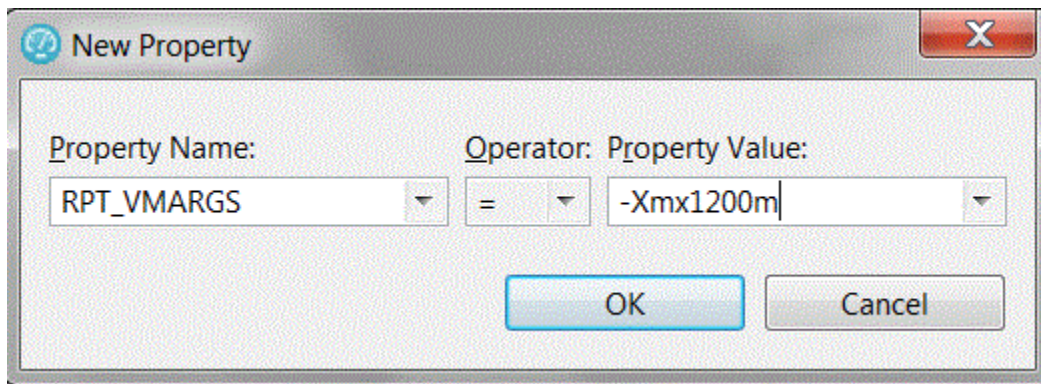 New Property
Property Name: Operator: Property Value:
RPT_VMARGS = -Xmx1200m
OK Cancel